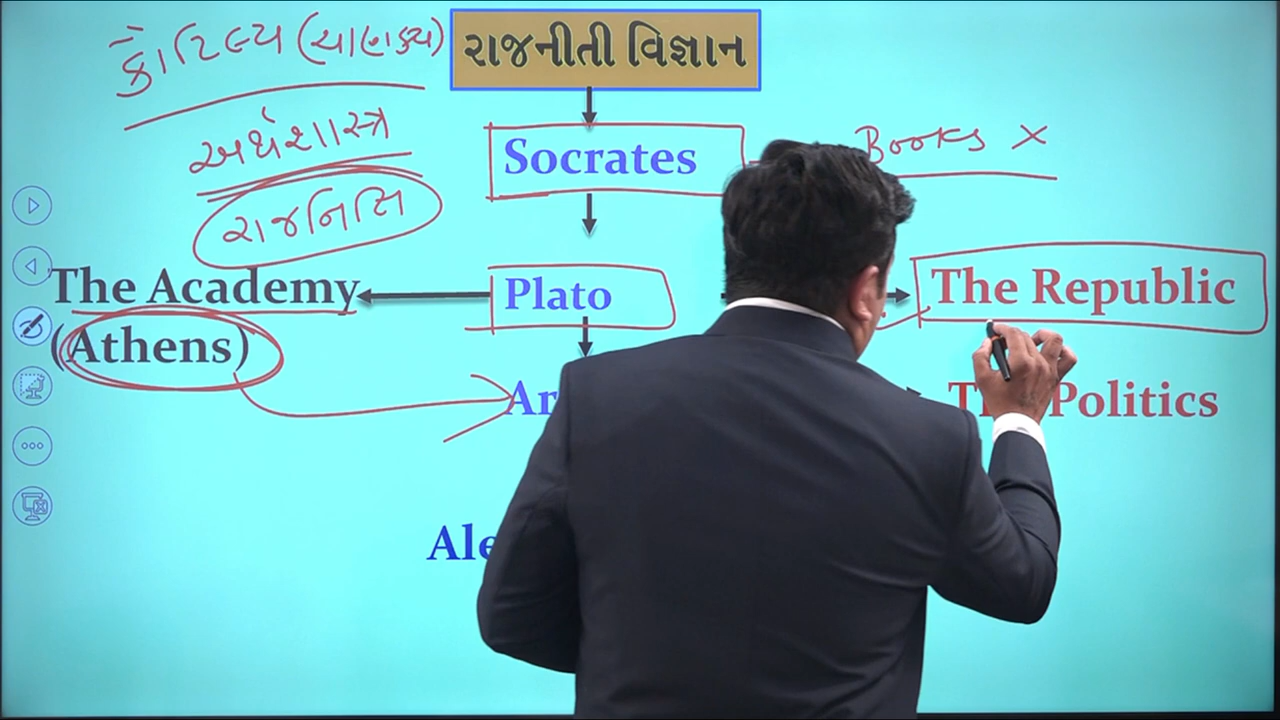 કૌટિલ્ય (ચાણક્ય)
રાજનીતી વિજ્ઞાન
અર્થશાસ્ત્ર
Socrates
Books X
રાજનિતિ
The Academy
Plato
The Republic
(Athens)
Politics